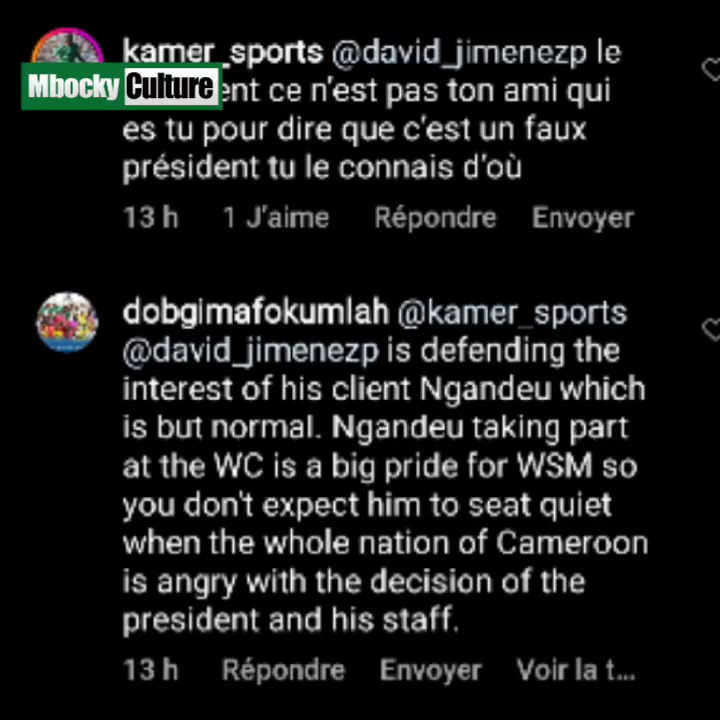 kamer_sports @david_jimenezp le
Mbocky Culture
ent ce n'est pas ton ami qui
es tu pour dire que c'est un faux
président tu le connais d'où
13 h 1 J'aime Répondre Envoyer
dobgimafokumlah @kamer_sports
@david_jimenezp is defending the
interest of his client Ngandeu which
is but normal. Ngandeu taking part
at the WC is a big pride for WSM so
you don't expect him to seat quiet
when the whole nation of Cameroon
is angry with the decision of the
president and his staff.
13 h Répondre Envoyer Voir la t...